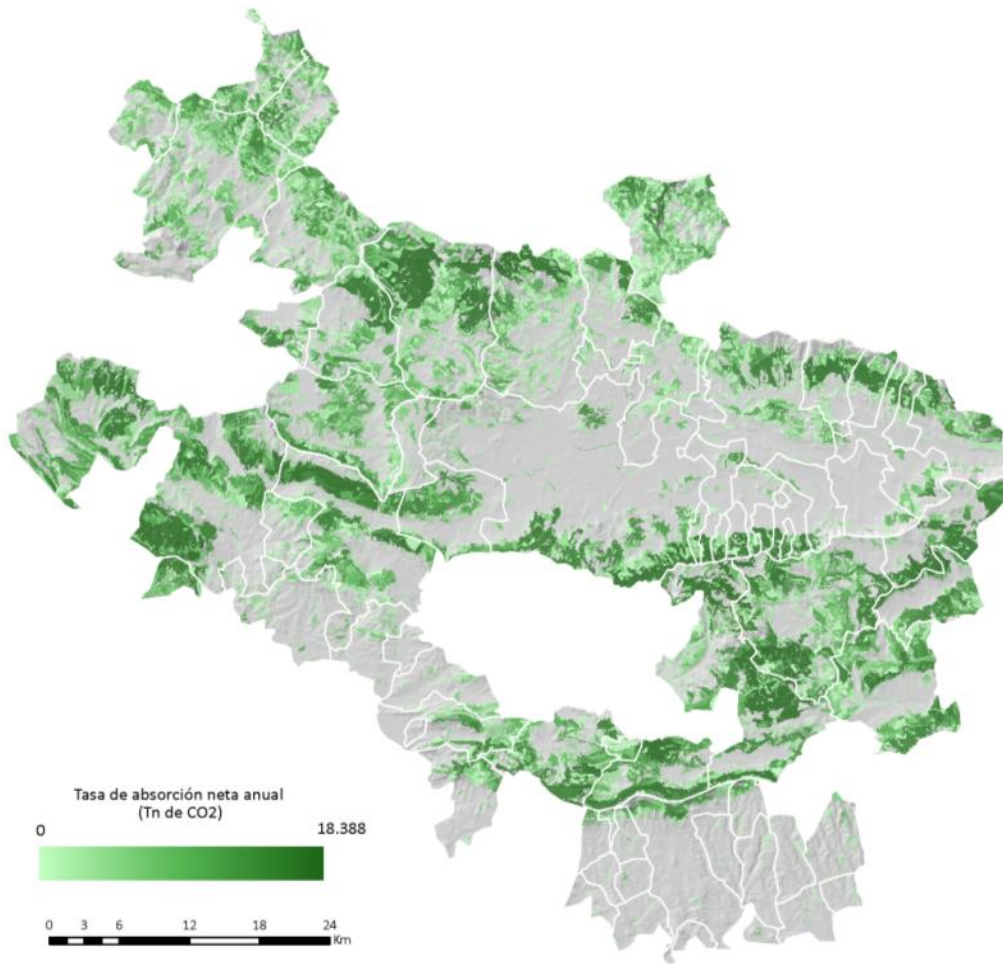 Tasa de absorción neta anual
(Tn de CO2)
0 18.388
0 3 6 12 18 24
Km